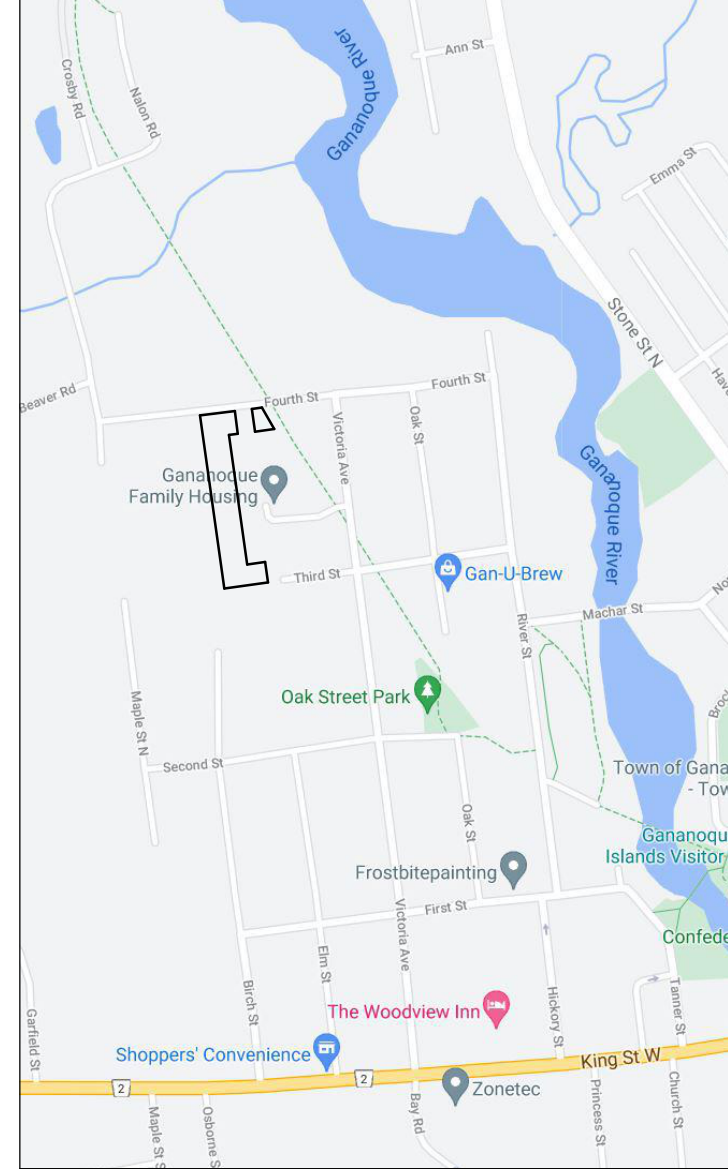 Gananoque River
Ann St
Crosby Rd
Nalon Rd
Emma St
Stone St N
Beaver Rd
Fourth St
Fourth St
Victoria Ave
Oak St
Gananoque
Family Housing
Gananoque River
Third St
Gan-U-Brew
Machar St
River St
Oak Street Park
Maple St N
Second St
Town of Gana
- Tow
Oak St
Gananoqu
Islands Visitor
Frostbitepainting
First St
Victoria Ave
Confede
Elm St
Birch St
Hickory St
Tanner St
The Woodview Inn
Garfield St
Shoppers' Convenience
King St W
2
2
Zonetec
Maple St S
Osborne S
Bay Rd
Princess St
Church St